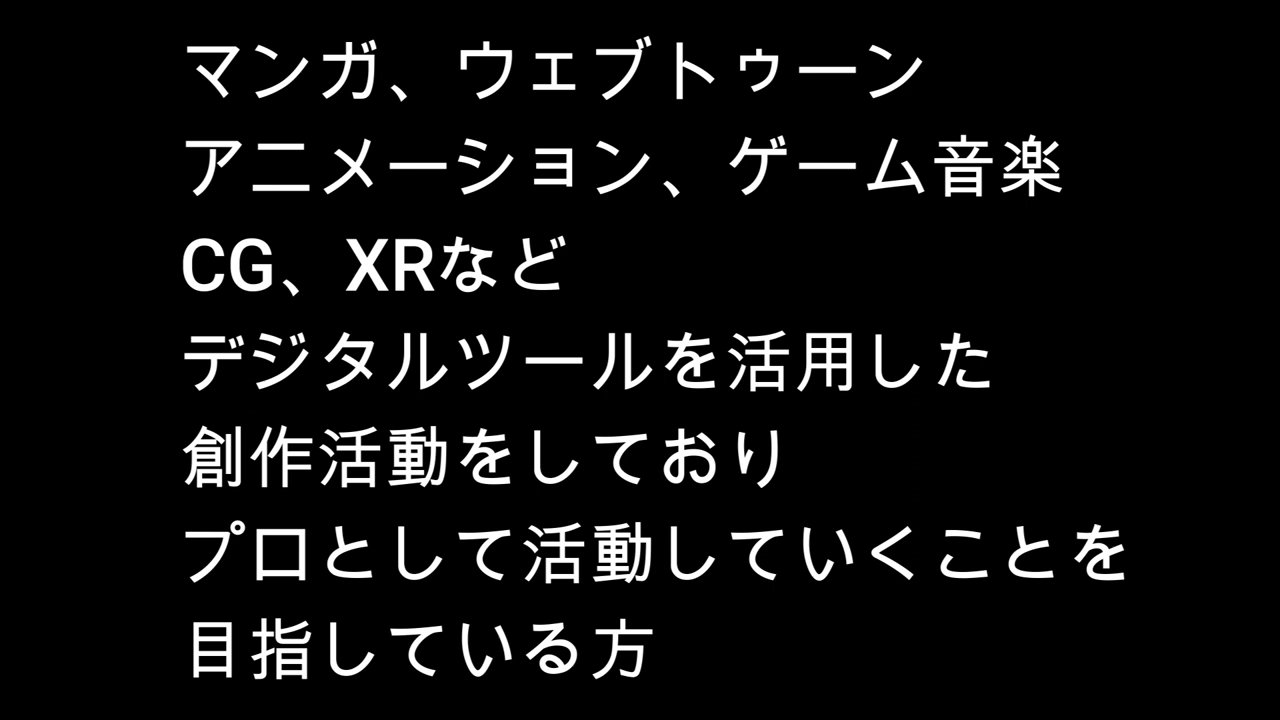 マンガ、ウェブトゥーン
アニメーション、ゲーム音楽
CG、XRなど
デジタルツールを活用した
創作活動をしており
プロとして活動していくことを
目指している方